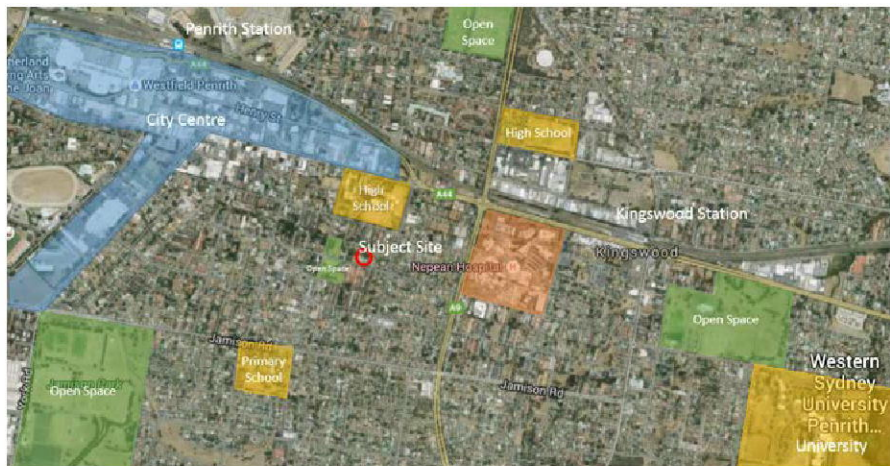 Penrith Station
Open
Space
Westfield Penrith
Henry St
City Centre
High School
High
School
A44
Kingswood Station
Kingswood
Subject Site
Open Space
Nepean Hospital
A9
Open Space
Jamison Rd
Primary
School
Jamison Rd
Open Space
Western
Sydney
University
Penrith...
University